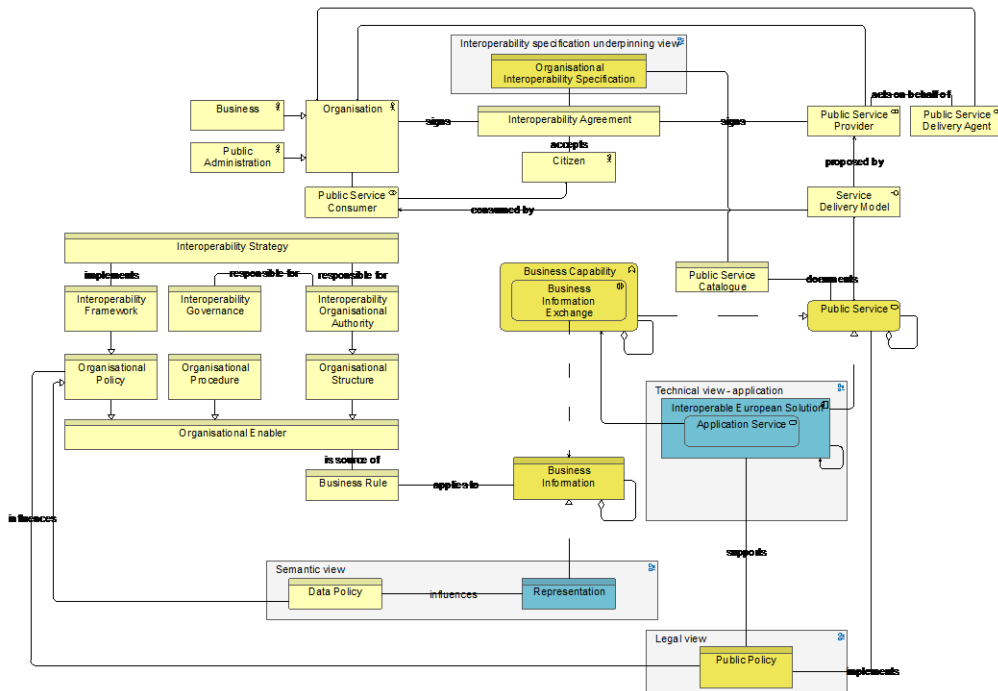 Interoperability specification underpinning view
Organisational
Interoperability Specification
acts on behalf of
Business
Organisation
signs
Interoperability Agreement
signs
Public Service
Provider
Public Service
Delivery Agent
Public
Administration
accepts
Citizen
proposed by
Public Service
Consumer
consumed by
Service
Delivery Model
Interoperability Strategy
implements
responsible for
responsible for
Business Capability
Business
Information
Exchange
Public Service
Catalogue
documents
Public Service
Interoperability
Framework
Interoperability
Governance
Interoperability
Organisational
Authority
Organisational
Policy
Organisational
Procedure
Organisational
Structure
Technical view - application
Interoperable European Solution
Application Service
Organisational Enabler
is source of
Business Rule
applies to
Business
Information
influences
supports
Semantic view
Data Policy
influences
Representation
Legal view
Public Policy
implements